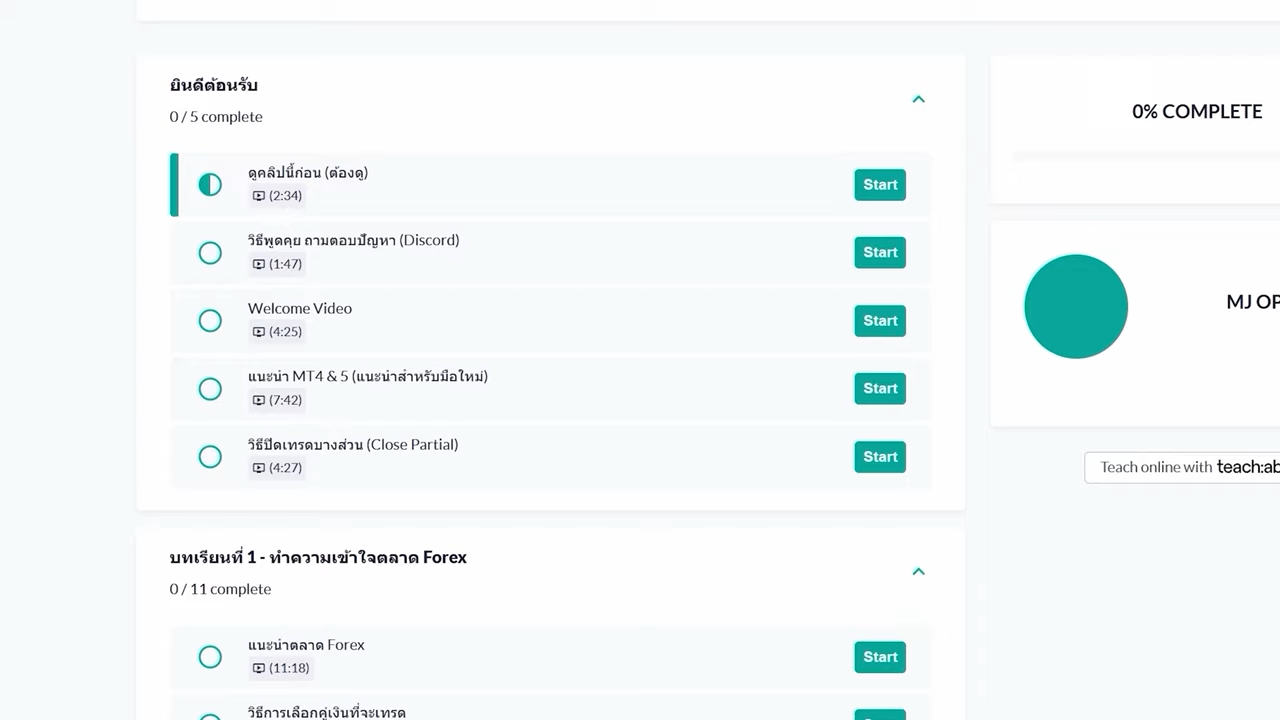 ยินดีต้อนรับ
0 / 5 complete
ดูคลิปนี้ก่อน (ต้องดู)
(2:34)
Start
วิธีพูดคุย ถามตอบปัญหา (Discord)
(1:47)
Start
Welcome Video
(4:25)
Start
แนะนำ MT4 & 5 (แนะนำสำหรับมือใหม่)
(7:42)
Start
วิธีปิดเทรดบางส่วน (Close Partial)
(4:27)
Start
บทเรียนที่ 1 - ทำความเข้าใจตลาด Forex
0 / 11 complete
แนะนำตลาด Forex
(11:18)
Start
วิธีการเลือกคู่เงินที่จะเทรด
0% COMPLETE
MJ OP
Teach online with teach:ab